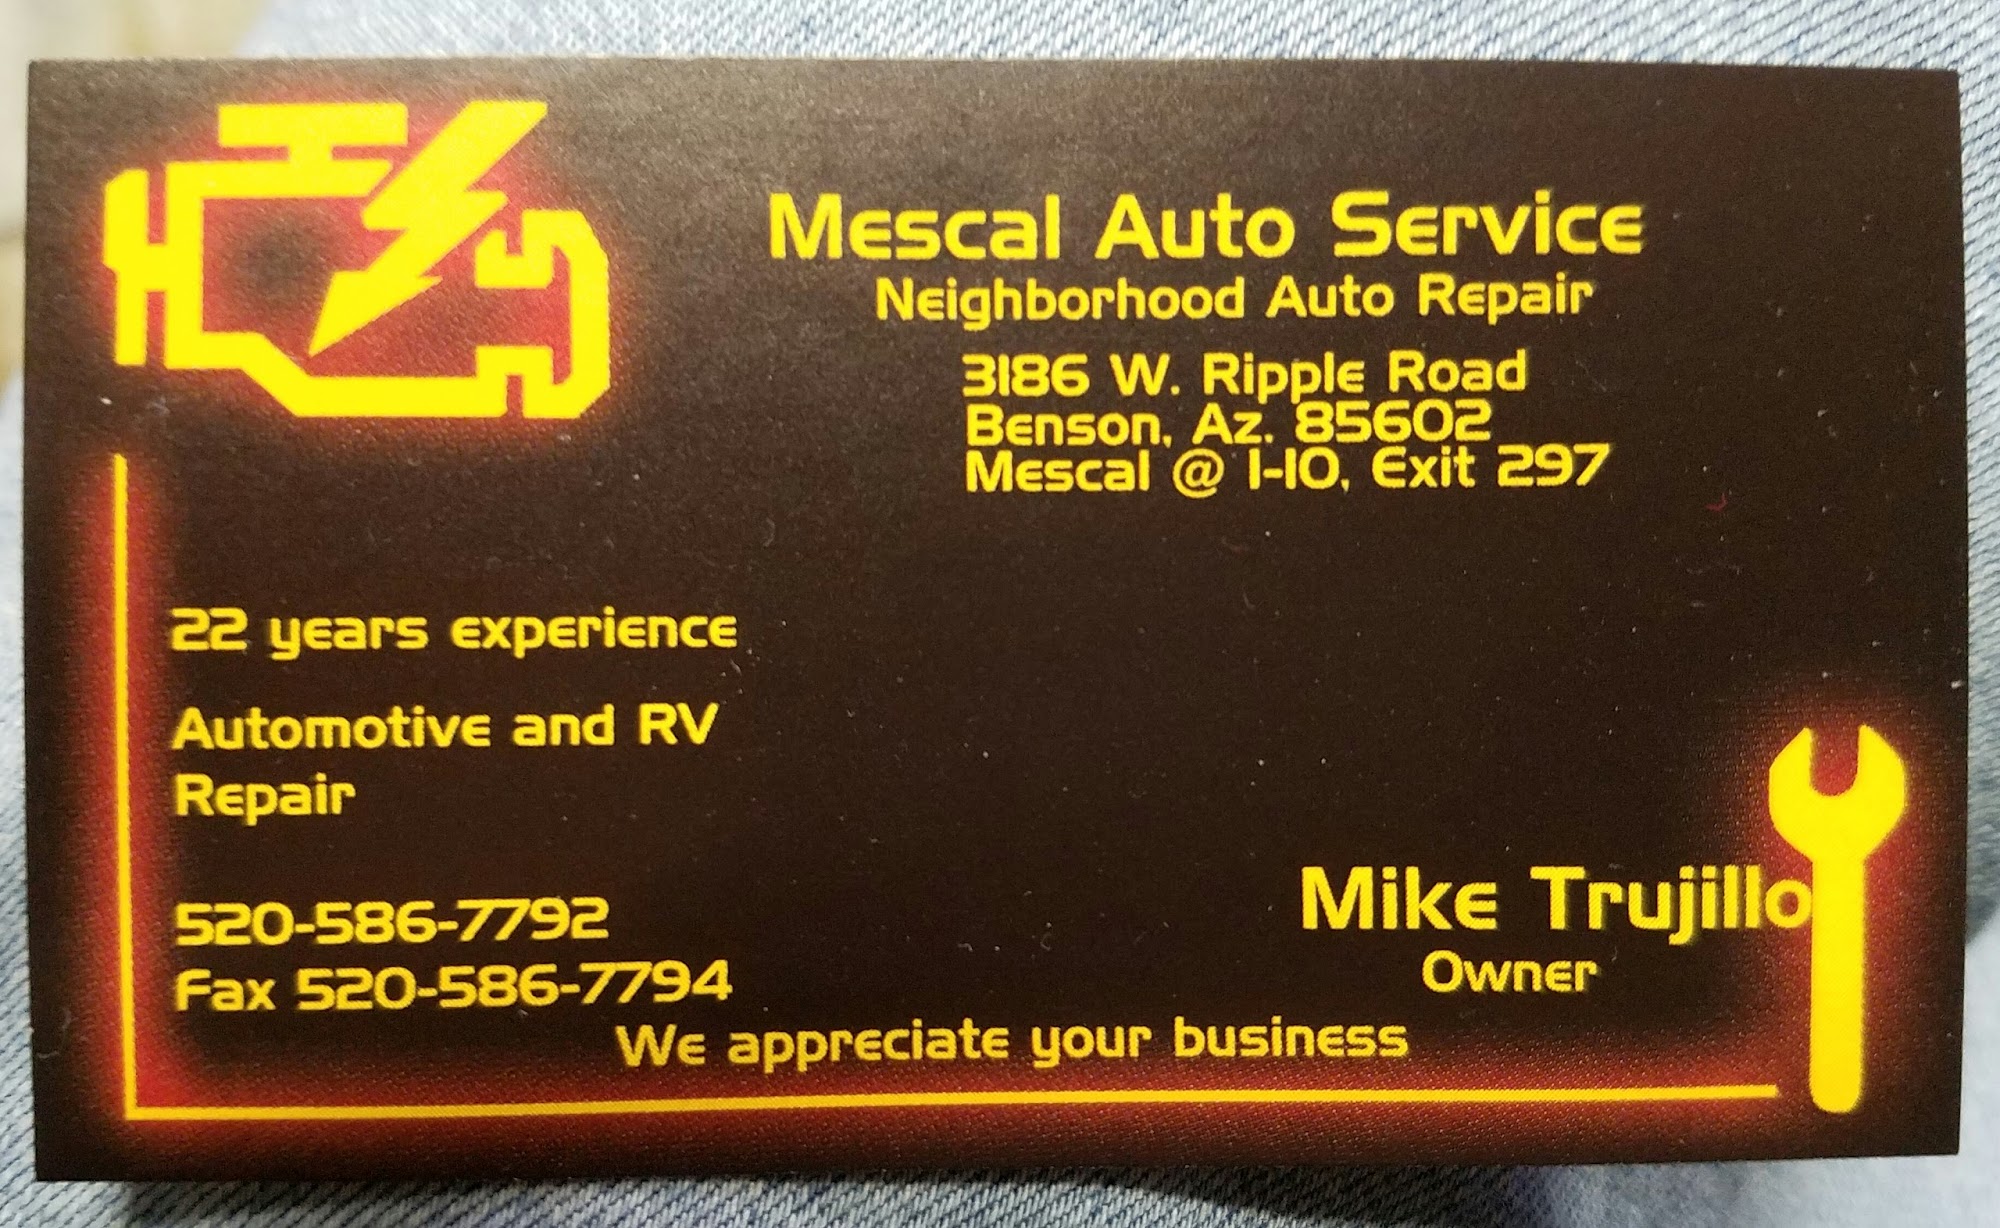 Mescal Auto Service
Neighborhood Auto Repair
3186 W. Ripple Road
Benson, Az. 85602
Mescal @ I-10, Exit 297
22 years experience
Automotive and RV
Repair
520-586-7792
Fax 520-586-7794
Mike Trujillo
Owner
We appreciate your business